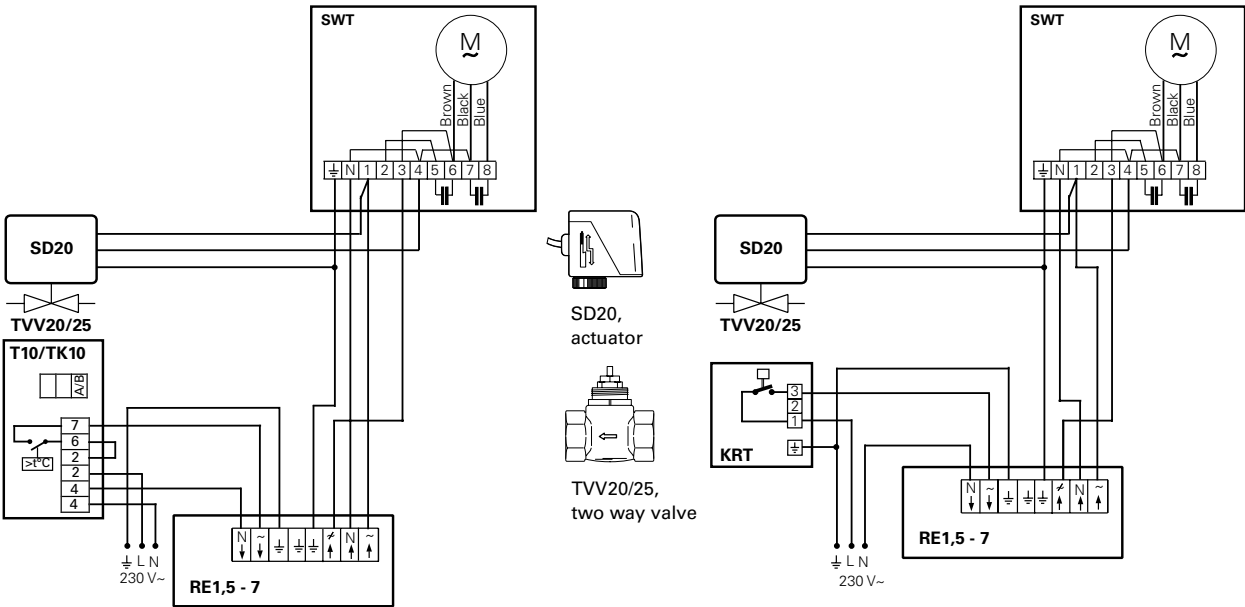 SWT
M
~
Brown
Black
Blue
⏚ N 1 2 3 4 5 6 7 8
SD20
TVV20/25
T10/TK10
A/B
7
6
2
2
4
4
>t°C
⏚ L N
230 V~
N ~ ⏚ ⏚ ⏚ ≁ N ~
↓ ↓ ↑ ↑ ↑
RE1,5 - 7
SD20,
actuator
TVV20/25,
two way valve
SWT
M
~
Brown
Black
Blue
⏚ N 1 2 3 4 5 6 7 8
SD20
TVV20/25
3
2
1
⏚
KRT
⏚ L N
230 V~
N ~ ⏚ ⏚ ⏚ ≁ N ~
↓ ↓ ↑ ↑ ↑
RE1,5 - 7